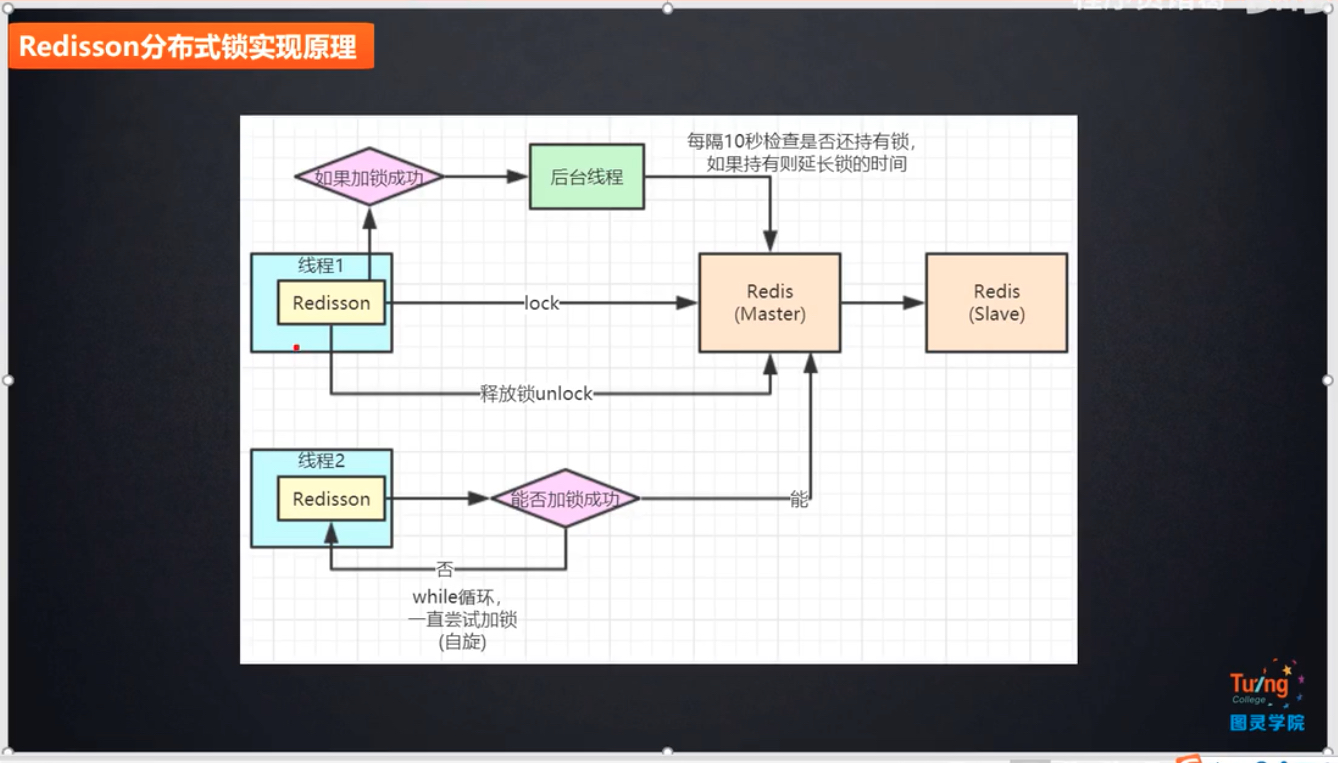 Redisson分布式锁实现原理
每隔10秒检查是否还持有锁,
如果持有则延长锁的时间
如果加锁成功
后台线程
线程1
Redisson
lock
Redis
(Master)
Redis
(Slave)
释放锁unlock
线程2
Redisson
能否加锁成功
能
否
while循环,
一直尝试加锁
(自旋)
Turing
College
图灵学院